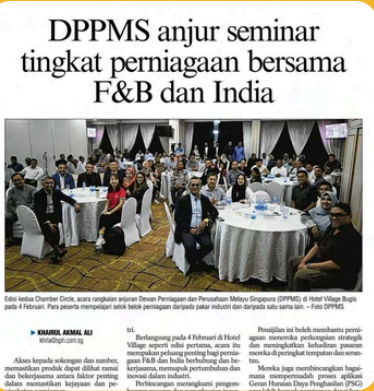 DPPMS anjur seminar
tingkat perniagaan bersama
F&B dan India
Edisi kedua Chamber Circle, acara rangkaian anjuran Dewan Perniagaan dan Perusahaan Melayu Singapura (DPPMS) di Hotel Village Bugis
pada 4 Februari. Para peserta mempelajari selok belok perniagaan daripada pakar industri dan daripada satu sama lain. – Foto DPPMS
▶ KHAIRUL AKMAL ALI
khrlal@sph.com.sg
Akses kepada sokongan dan sumber,
memastikan produk dapat dilihat ramai
dan bekerjasama antara faktor penting
dalam memastikan kejayaan dan pe-
tri.
Berlangsung pada 4 Februari di Hotel
Village seperti edisi pertama, acara itu
merupakan peluang penting bagi pernia-
gaan F&B dan India berhubung dan be-
kerjasama, memupuk pertumbuhan dan
inovasi dalam industri.
Perbincangan merangkumi pengom-
Pensijilan ini boleh membantu perni-
agaan meneroka perkongsian strategik
dan meningkatkan kehadiran pasaran
mereka di peringkat tempatan dan seran-
tau.
Mereka juga membincangkan bagai-
mana mempermudah proses aplikasi
Geran Huraian Daya Penghasilan (PSG)